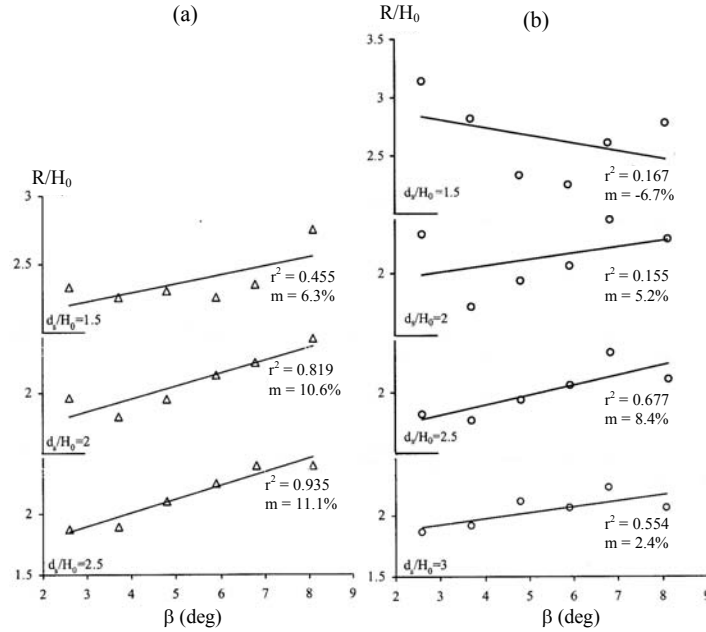 (a)
R/H₀
3
2.5
r² = 0.455
m = 6.3%
dₛ/H₀=1.5
2
r² = 0.819
m = 10.6%
dₛ/H₀=2
2
r² = 0.935
m = 11.1%
dₛ/H₀=2.5
1.5
2 3 4 5 6 7 8 9
β (deg)
R/H₀
(b)
3.5
3
2.5
r² = 0.167
m = -6.7%
dₛ/H₀=1.5
2
r² = 0.155
m = 5.2%
dₛ/H₀=2
2
r² = 0.677
m = 8.4%
dₛ/H₀=2.5
2
r² = 0.554
m = 2.4%
dₛ/H₀=3
1.5
2 3 4 5 6 7 8 9
β (deg)